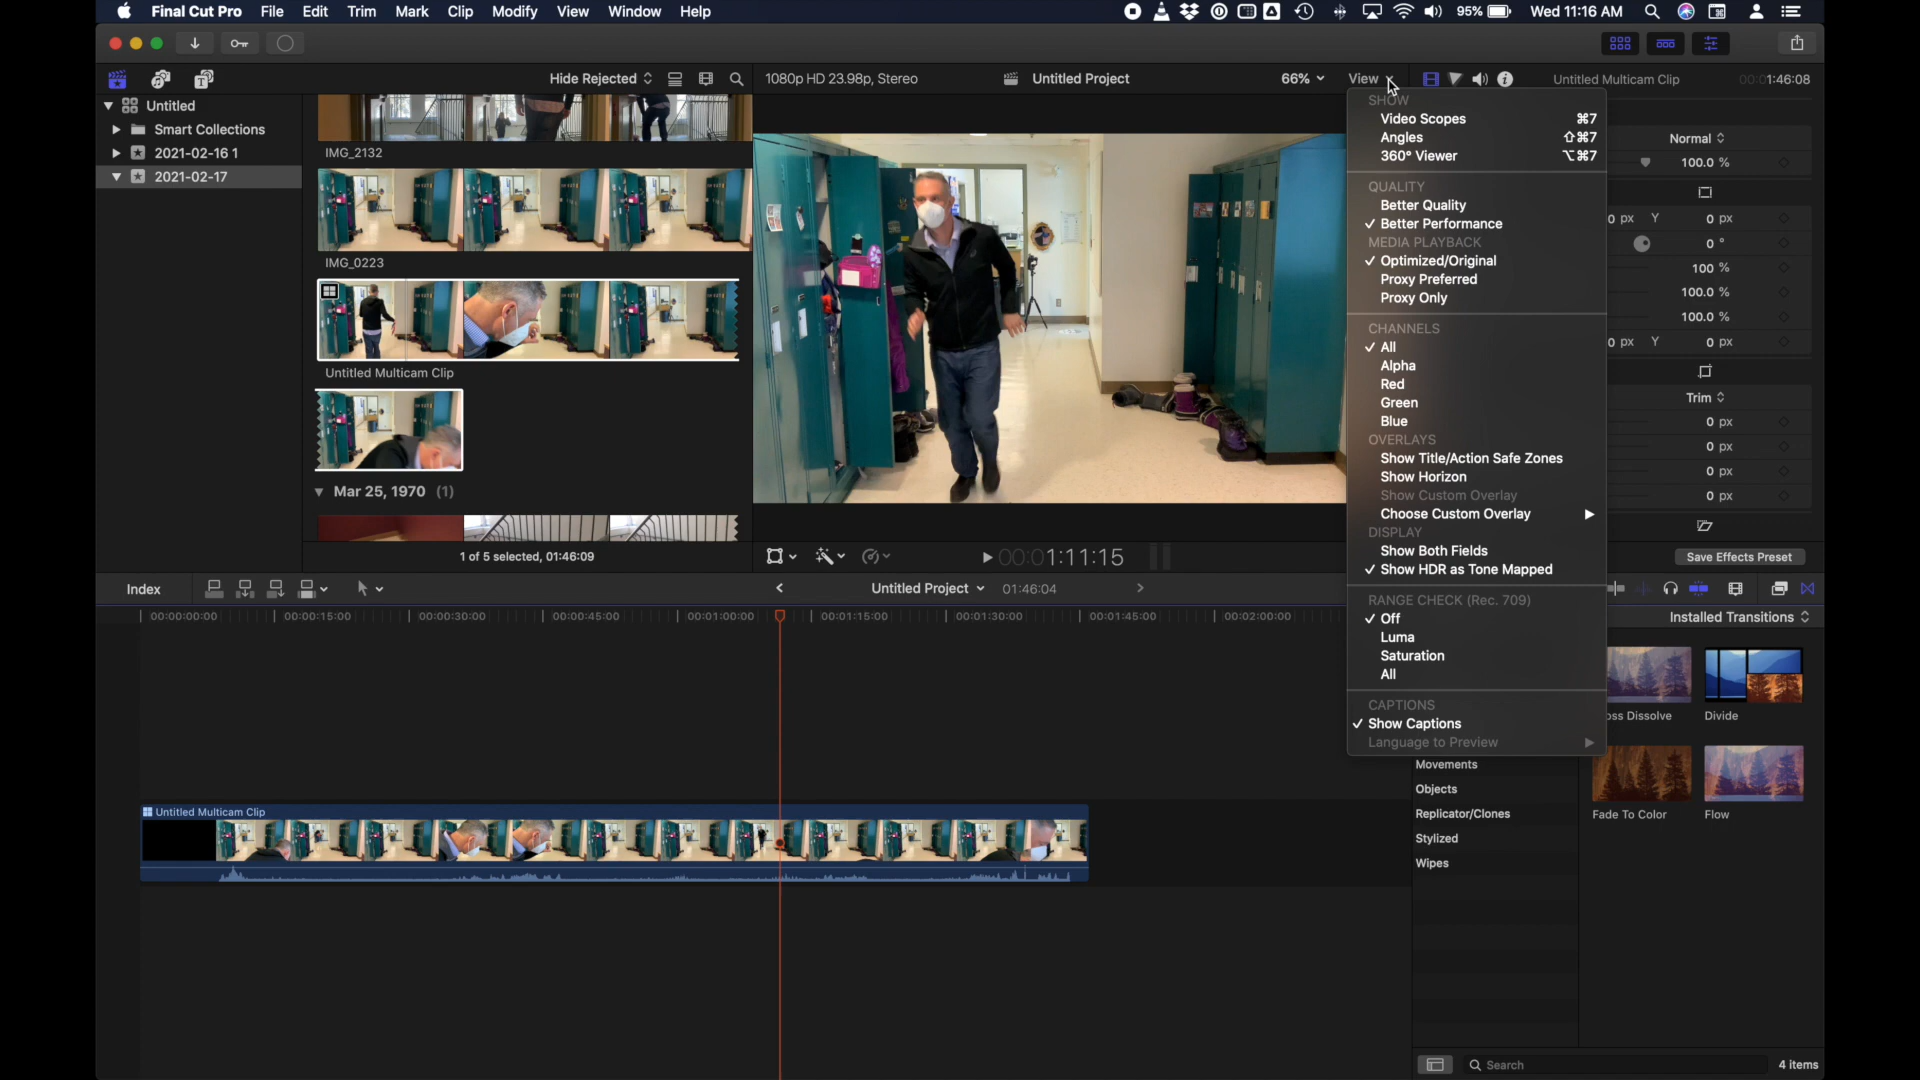 Final Cut Pro File Edit Trim Mark Clip Modify View Window Help 95% Wed 11:16 AM
Hide Rejected 1080p HD 23.98p, Stereo Untitled Project 66% View Untitled Multicam Clip 00:01:46:08
Untitled
Smart Collections
2021-02-16 1
2021-02-17
IMG_2132
IMG_0223
Untitled Multicam Clip
Mar 25, 1970 (1)
1 of 5 selected, 01:46:09
00:00:01:11:15
SHOW
Video Scopes ⌘7
Angles ⇧⌘7
360° Viewer ⌥⌘7
QUALITY
Better Quality
✓ Better Performance
MEDIA PLAYBACK
✓ Optimized/Original
Proxy Preferred
Proxy Only
CHANNELS
✓ All
Alpha
Red
Green
Blue
OVERLAYS
Show Title/Action Safe Zones
Show Horizon
Show Custom Overlay
Choose Custom Overlay
DISPLAY
Show Both Fields
✓ Show HDR as Tone Mapped
RANGE CHECK (Rec. 709)
✓ Off
Luma
Saturation
All
CAPTIONS
✓ Show Captions
Language to Preview
Normal
100.0 %
0 px Y 0 px
0 °
100 %
100.0 %
100.0 %
0 px Y 0 px
Trim
0 px
0 px
0 px
0 px
Save Effects Preset
Index Untitled Project 01:46:04
00:00:00:00 00:00:15:00 00:00:30:00 00:00:45:00 00:01:00:00 00:01:15:00 00:01:30:00 00:01:45:00 00:02:00:00
Untitled Multicam Clip
Installed Transitions
oss Dissolve Divide
Fade To Color Flow
Movements
Objects
Replicator/Clones
Stylized
Wipes
Search 4 items